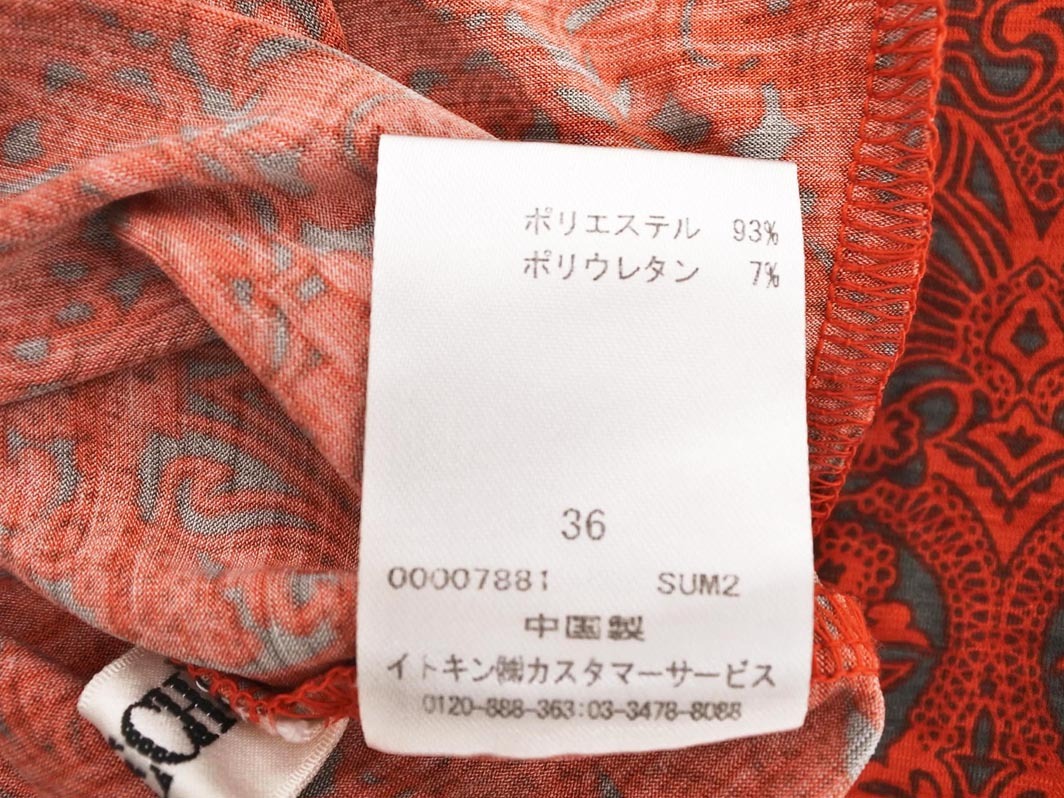 ポリエステル 93%
ポリウレタン 7%
36
00007881 SUM2
中国製
イトキン㈱カスタマーサービス
0120-888-363:03-3478-8088
CH